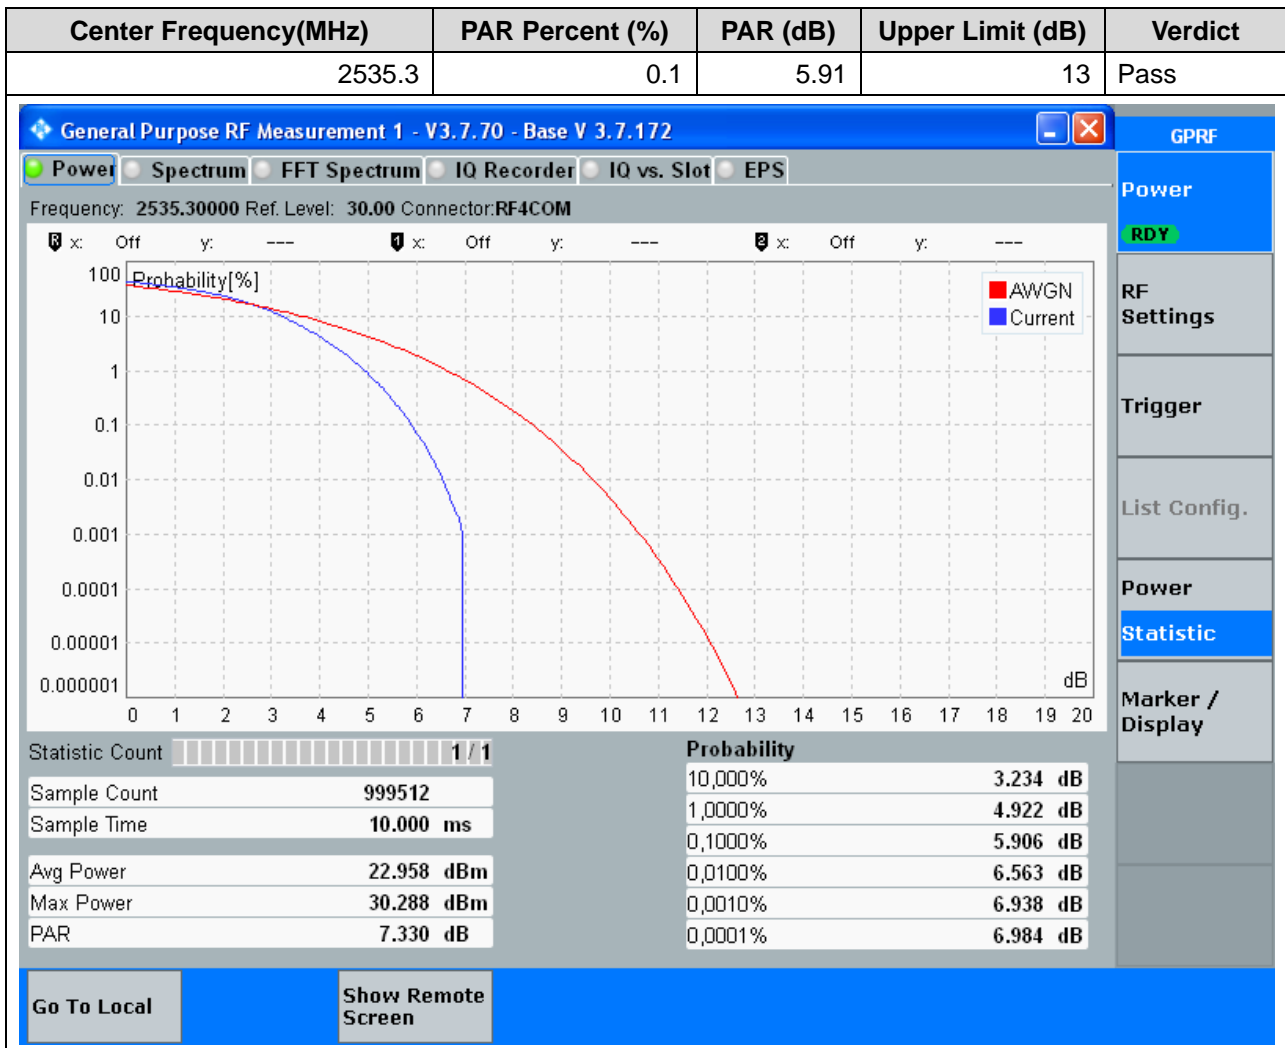 Center Frequency(MHz) PAR Percent (%) PAR (dB) Upper Limit (dB) Verdict
2535.3 0.1 5.91 13 Pass
General Purpose RF Measurement 1 - V3.7.70 - Base V 3.7.172
GPRF
Power Spectrum FFT Spectrum IQ Recorder IQ vs. Slot EPS
Frequency: 2535.30000 Ref. Level: 30.00 Connector:RF4COM
R x: Off y: --- 1 x: Off y: --- 2 x: Off y: ---
Probability[%]
AWGN
Current
100
10
1
0.1
0.01
0.001
0.0001
0.00001
0.000001
dB
0 1 2 3 4 5 6 7 8 9 10 11 12 13 14 15 16 17 18 19 20
Statistic Count 1 / 1
Sample Count 999512
Sample Time 10.000 ms
Avg Power 22.958 dBm
Max Power 30.288 dBm
PAR 7.330 dB
Probability
10,000% 3.234 dB
1,0000% 4.922 dB
0,1000% 5.906 dB
0,0100% 6.563 dB
0,0010% 6.938 dB
0,0001% 6.984 dB
Power
RDY
RF
Settings
Trigger
List Config.
Power
Statistic
Marker /
Display
Go To Local
Show Remote
Screen